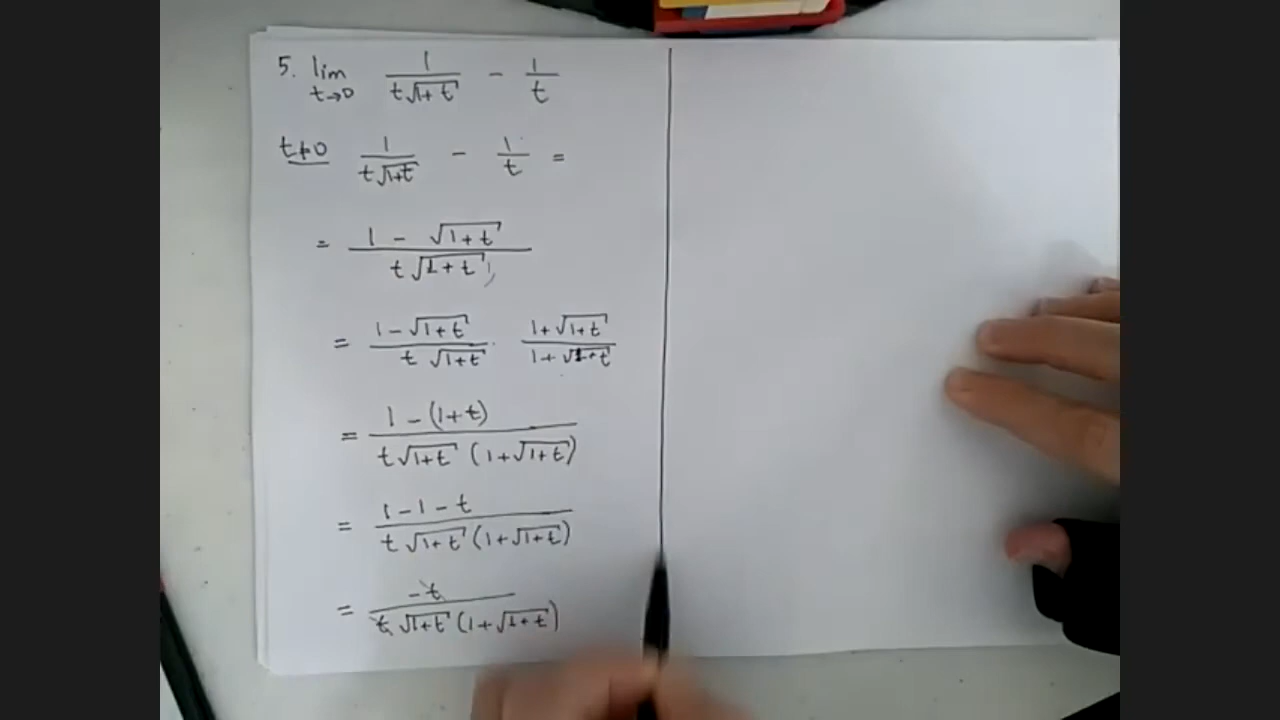 5. lim t→0 1/(t√(1+t)) - 1/t
t≠0 1/(t√(1+t)) - 1/t =
= (1 - √(1+t))/(t√(1+t))
= (1-√(1+t))/(t √(1+t)) · (1+√(1+t))/(1+√(1+t))
= (1-(1+t))/(t√(1+t) (1+√(1+t)))
= (1-1-t)/(t√(1+t) (1+√(1+t)))
= -t/(t√(1+t) (1+√(1+t)))